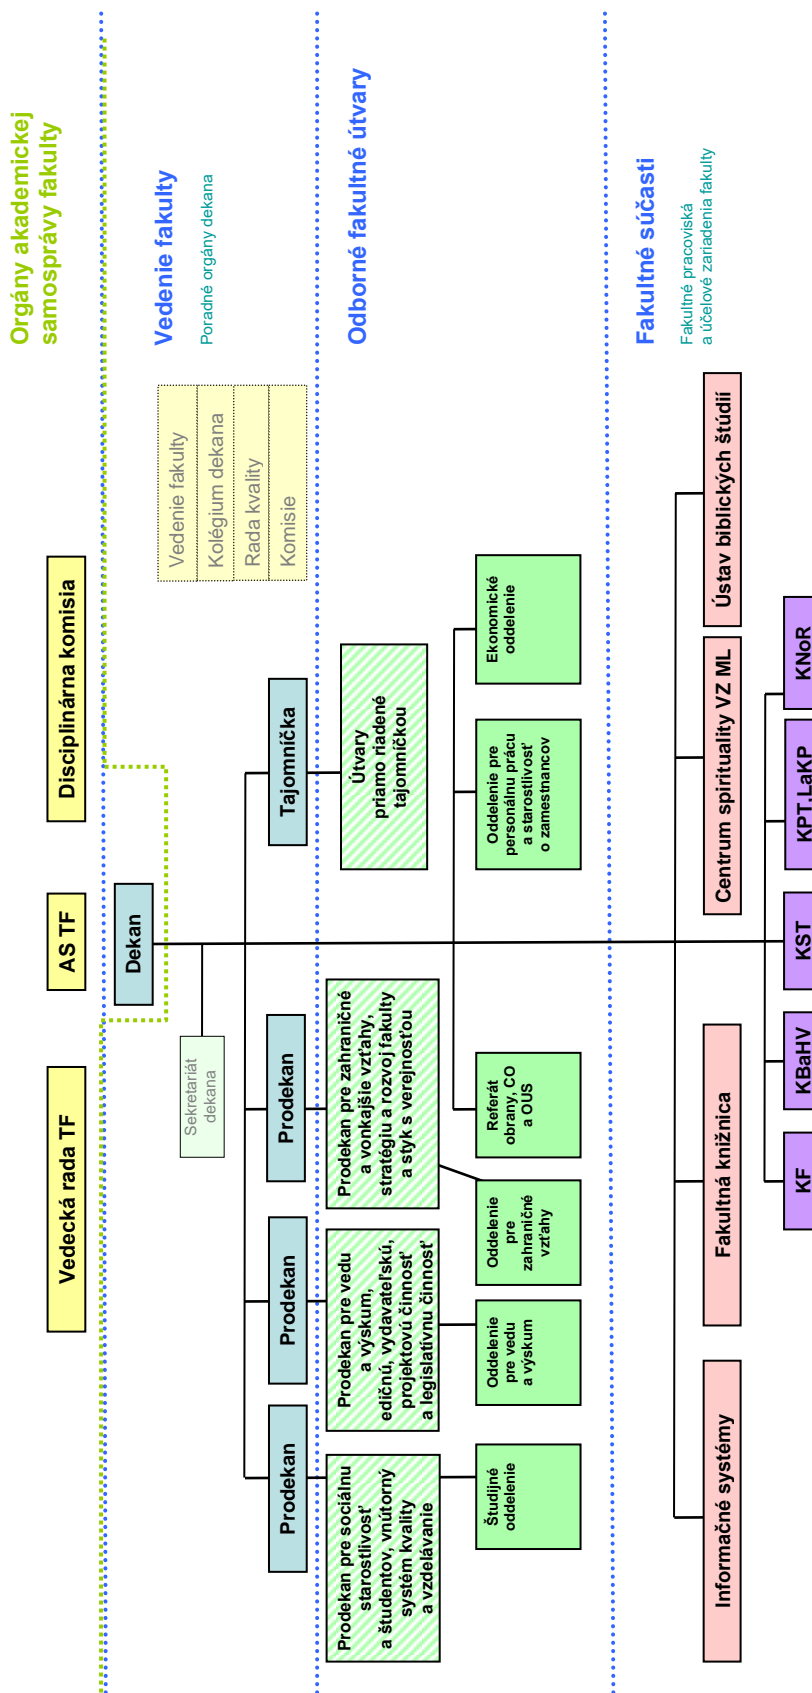 Orgány akademickej
samosprávy fakulty
Vedecká rada TF
AS TF
Disciplinárna komisia
Vedenie fakulty
Poradné orgány dekana
Dekan
Sekretariát
dekana
Vedenie fakulty
Kolégium dekana
Rada kvality
Komisie
Prodekan
Prodekan
Prodekan
Tajomníčka
Odborné fakultné útvary
Prodekan pre sociálnu
starostlivosť
a študentov, vnútorný
systém kvality
a vzdelávanie
Prodekan pre vedu
a výskum,
edičnú, vydavateľskú,
projektovú činnosť
a legislatívnu činnosť
Prodekan pre zahraničné
a vonkajšie vzťahy,
stratégiu a rozvoj fakulty
a styk s verejnosťou
Útvary
priamo riadené
tajomníčkou
Študijné
oddelenie
Oddelenie
pre vedu
a výskum
Oddelenie
pre
zahraničné
vzťahy
Referát
obrany, CO
a OUS
Oddelenie pre
personálnu prácu
a starostlivosť
o zamestnancov
Ekonomické
oddelenie
Fakultné súčasti
Fakultné pracoviská
a účelové zariadenia fakulty
Informačné systémy
Fakultná knižnica
Centrum spirituality VZ ML
Ústav biblických štúdií
KF
KBaHV
KST
KPT,LaKP
KNoR